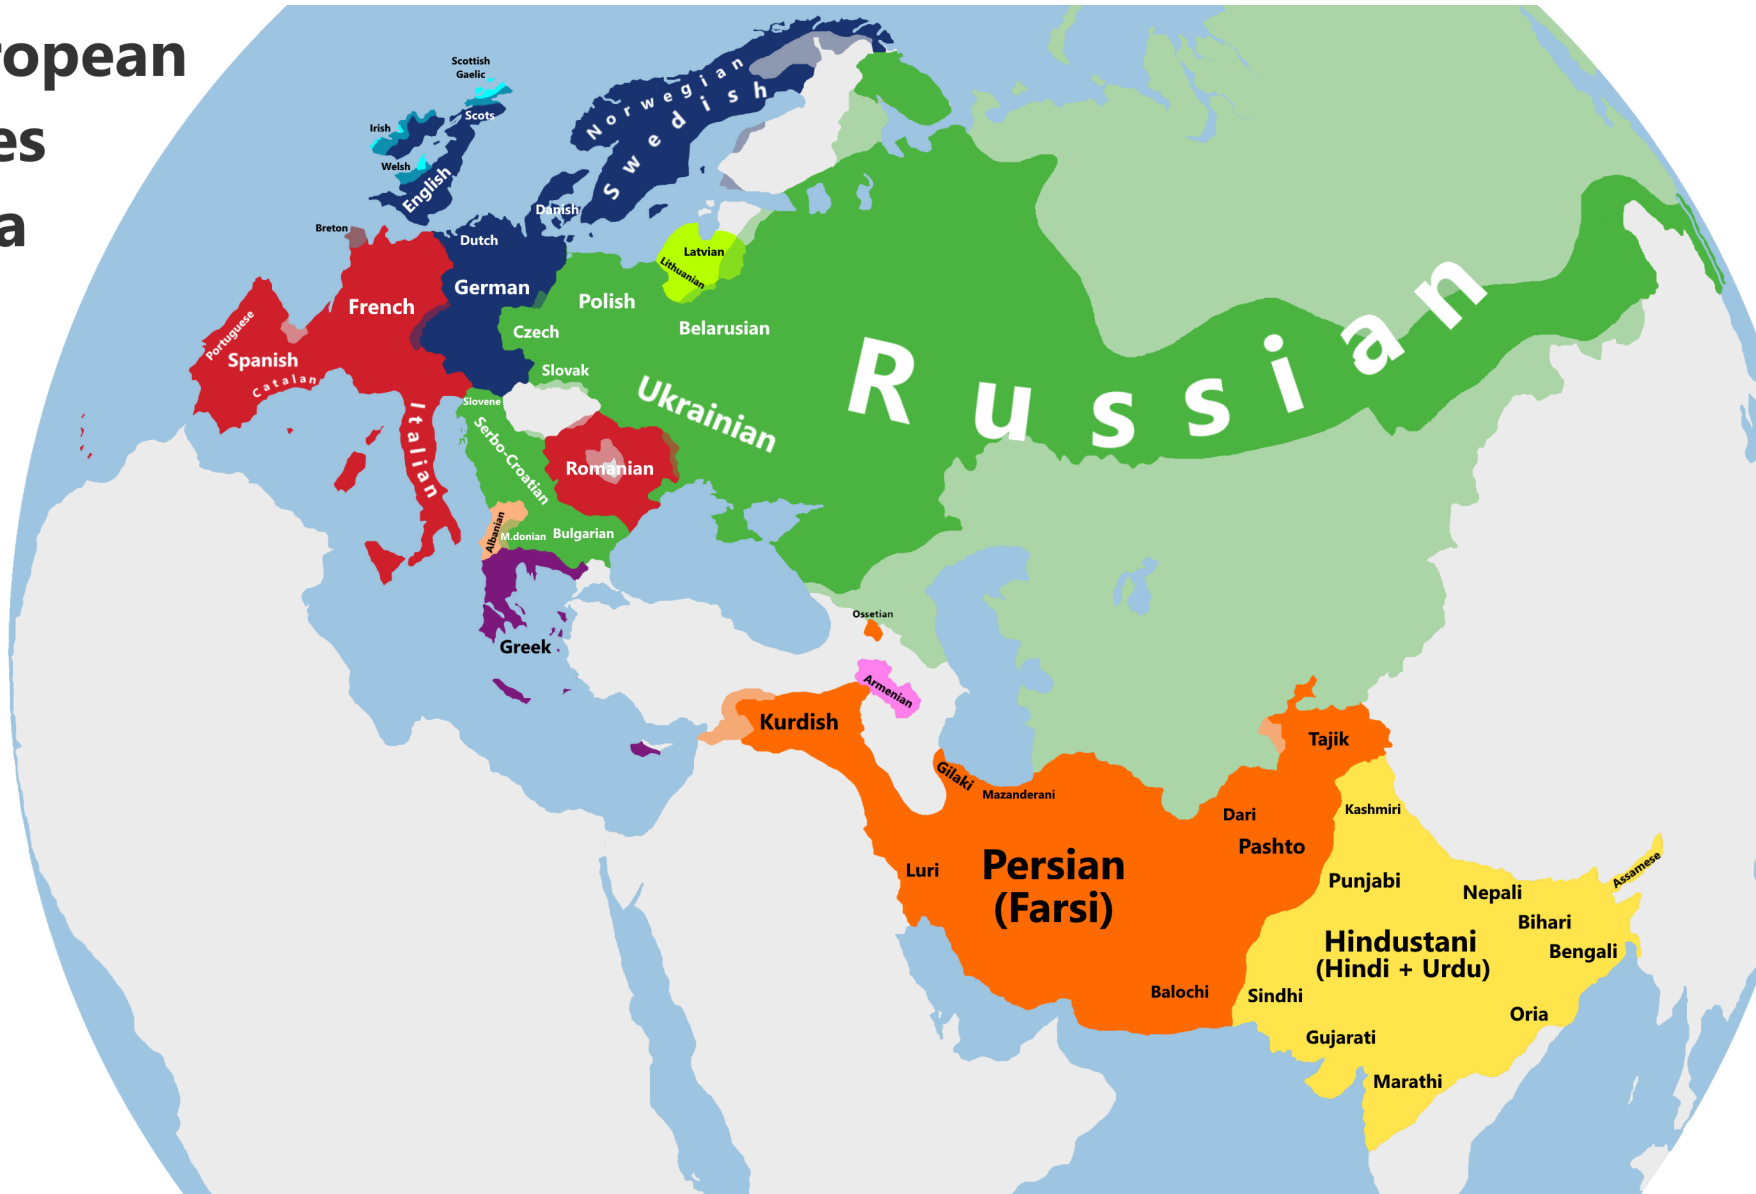 ropean
es
a
Scottish
Gaelic
Scots
Irish
Welsh
English
Norwegian
Swedish
Danish
Breton
Dutch
German
French
Portuguese
Spanish
Catalan
Italian
Latvian
Lithuanian
Polish
Belarusian
Czech
Slovak
Ukrainian
Russian
Slovene
Serbo-Croatian
Romanian
Albanian
M.donian
Bulgarian
Greek
Ossetian
Armenian
Kurdish
Gilaki
Mazanderani
Tajik
Dari
Pashto
Luri
Persian
(Farsi)
Balochi
Kashmiri
Punjabi
Nepali
Assamese
Bihari
Bengali
Hindustani
(Hindi + Urdu)
Sindhi
Oria
Gujarati
Marathi